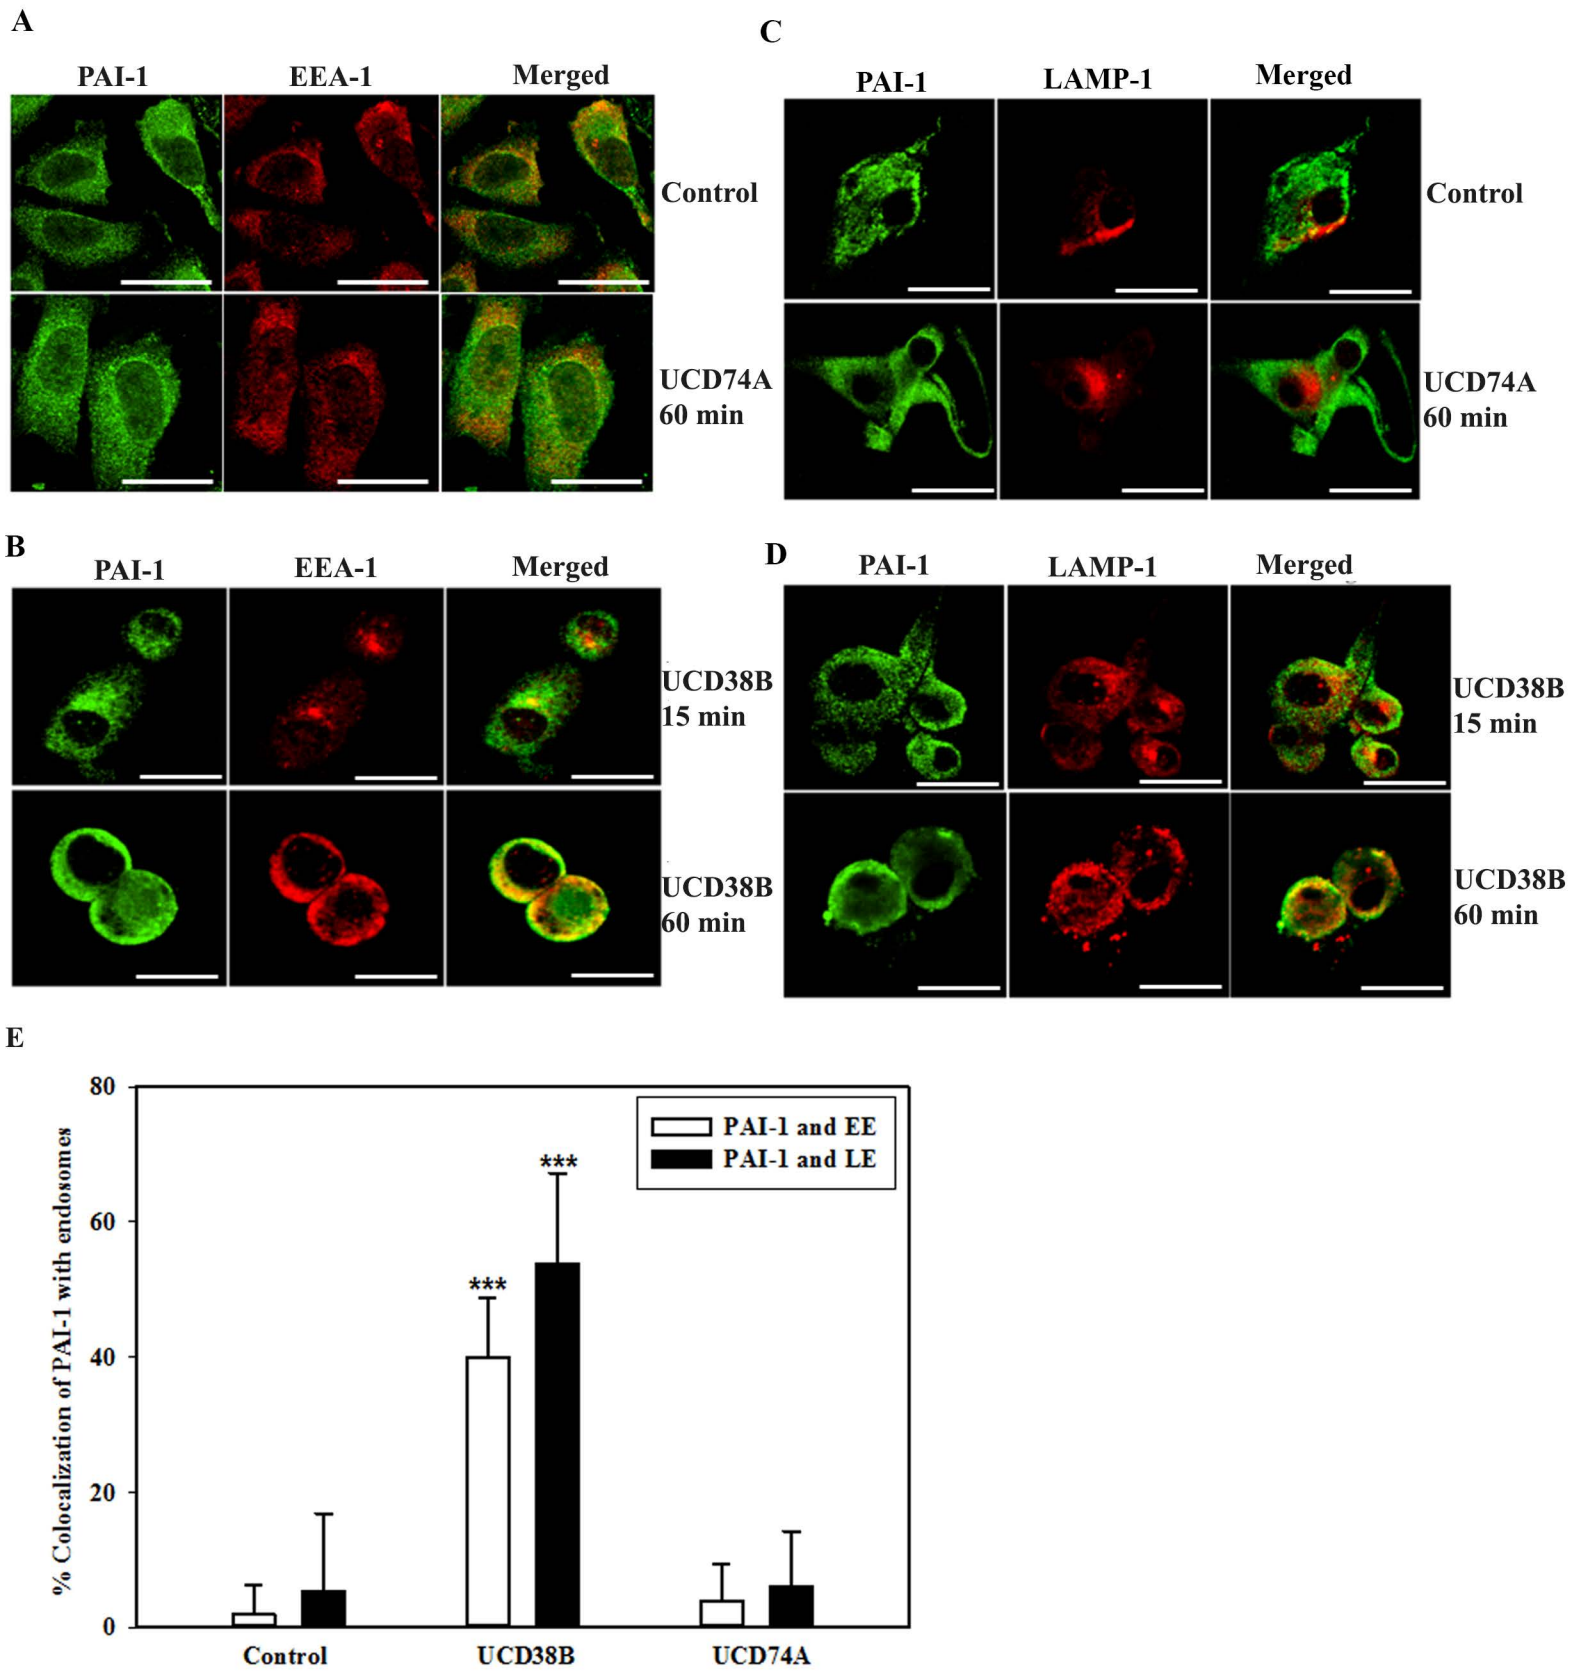 A
PAI-1 EEA-1 Merged
Control
UCD74A
60 min
C
PAI-1 LAMP-1 Merged
Control
UCD74A
60 min
B
PAI-1 EEA-1 Merged
UCD38B
15 min
UCD38B
60 min
D
PAI-1 LAMP-1 Merged
UCD38B
15 min
UCD38B
60 min
E
% Colocalization of PAI-1 with endosomes
80
60
40
20
0
PAI-1 and EE
PAI-1 and LE
***
***
Control UCD38B UCD74A